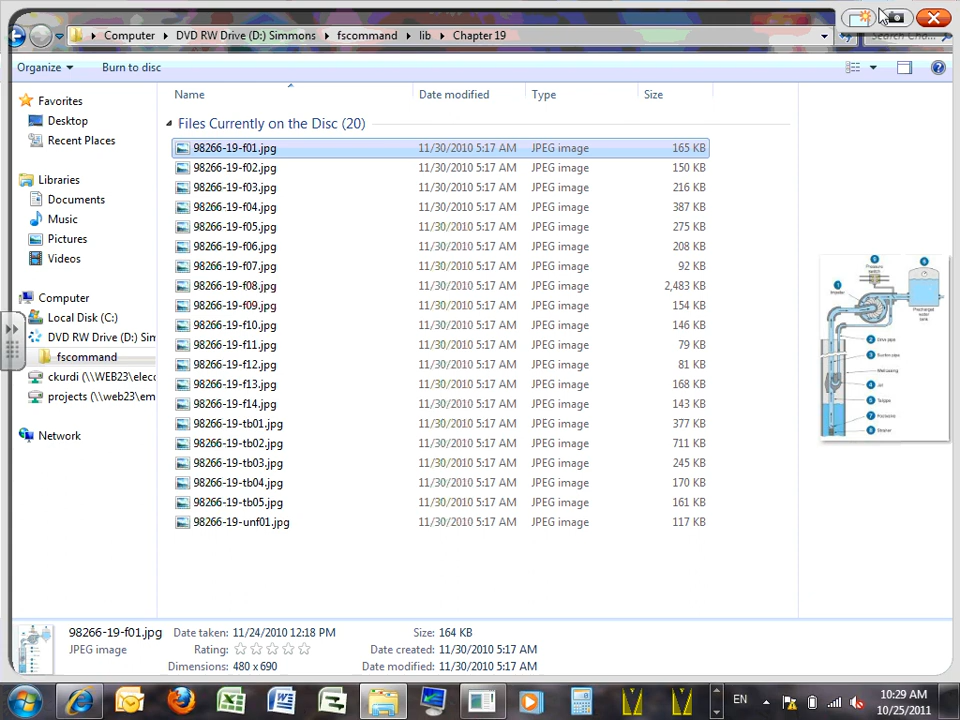 Computer DVD RW Drive (D:) Simmons fscommand lib Chapter 19
Organize Burn to disc
Name Date modified Type Size
Favorites
Desktop
Recent Places
Libraries
Documents
Music
Pictures
Videos
Computer
Local Disk (C:)
DVD RW Drive (D:) Sim
fscommand
ckurdi (\\WEB23\elecc
projects (\\web23\em
Network
Files Currently on the Disc (20)
98266-19-f01.jpg 11/30/2010 5:17 AM JPEG image 165 KB
98266-19-f02.jpg 11/30/2010 5:17 AM JPEG image 150 KB
98266-19-f03.jpg 11/30/2010 5:17 AM JPEG image 216 KB
98266-19-f04.jpg 11/30/2010 5:17 AM JPEG image 387 KB
98266-19-f05.jpg 11/30/2010 5:17 AM JPEG image 275 KB
98266-19-f06.jpg 11/30/2010 5:17 AM JPEG image 208 KB
98266-19-f07.jpg 11/30/2010 5:17 AM JPEG image 92 KB
98266-19-f08.jpg 11/30/2010 5:17 AM JPEG image 2,483 KB
98266-19-f09.jpg 11/30/2010 5:17 AM JPEG image 154 KB
98266-19-f10.jpg 11/30/2010 5:17 AM JPEG image 146 KB
98266-19-f11.jpg 11/30/2010 5:17 AM JPEG image 79 KB
98266-19-f12.jpg 11/30/2010 5:17 AM JPEG image 81 KB
98266-19-f13.jpg 11/30/2010 5:17 AM JPEG image 168 KB
98266-19-f14.jpg 11/30/2010 5:17 AM JPEG image 143 KB
98266-19-tb01.jpg 11/30/2010 5:17 AM JPEG image 377 KB
98266-19-tb02.jpg 11/30/2010 5:17 AM JPEG image 711 KB
98266-19-tb03.jpg 11/30/2010 5:17 AM JPEG image 245 KB
98266-19-tb04.jpg 11/30/2010 5:17 AM JPEG image 170 KB
98266-19-tb05.jpg 11/30/2010 5:17 AM JPEG image 161 KB
98266-19-unf01.jpg 11/30/2010 5:17 AM JPEG image 117 KB
Pressure
switch
Impeller
Drive pipe
Suction pipe
Well casing
Jet
98266-19-f01.jpg Date taken: 11/24/2010 12:18 PM Size: 164 KB
JPEG image Rating: Date created: 11/30/2010 5:17 AM
Dimensions: 480 x 690 Date modified: 11/30/2010 5:17 AM
EN 10:29 AM
10/25/2011